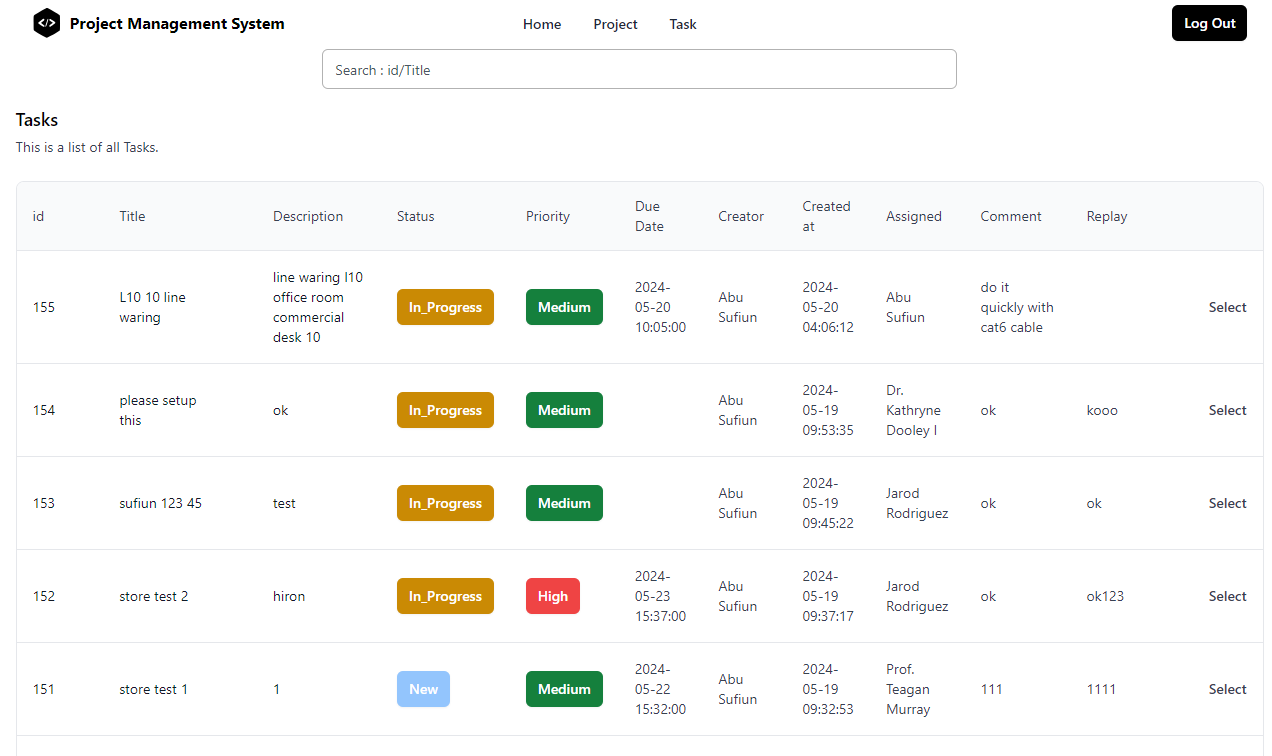 </> Project Management System Home Project Task Log Out
Search : id/Title
Tasks
This is a list of all Tasks.
id Title Description Status Priority Due Date Creator Created at Assigned Comment Replay
155 L10 10 line waring line waring l10 office room commercial desk 10 In_Progress Medium 2024-05-20 10:05:00 Abu Sufiun 2024-05-20 04:06:12 Abu Sufiun do it quickly with cat6 cable Select
154 please setup this ok In_Progress Medium Abu Sufiun 2024-05-19 09:53:35 Dr. Kathryne Dooley I ok kooo Select
153 sufiun 123 45 test In_Progress Medium Abu Sufiun 2024-05-19 09:45:22 Jarod Rodriguez ok ok Select
152 store test 2 hiron In_Progress High 2024-05-23 15:37:00 Abu Sufiun 2024-05-19 09:37:17 Jarod Rodriguez ok ok123 Select
151 store test 1 1 New Medium 2024-05-22 15:32:00 Abu Sufiun 2024-05-19 09:32:53 Prof. Teagan Murray 111 1111 Select